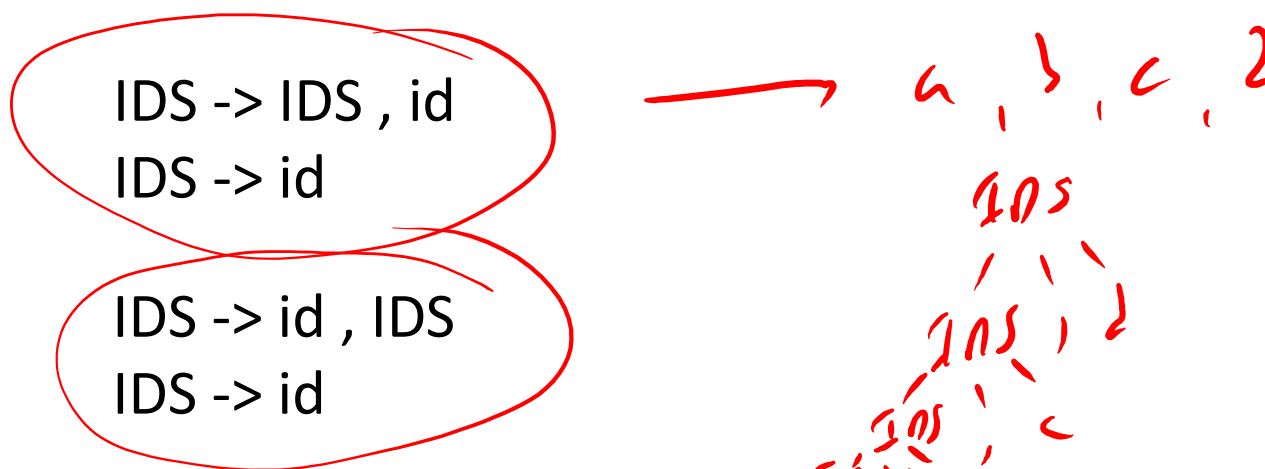 IDS -> IDS , id
IDS -> id
IDS -> id , IDS
IDS -> id
a , b , c , d
IDS
IDS , d
IDS , c